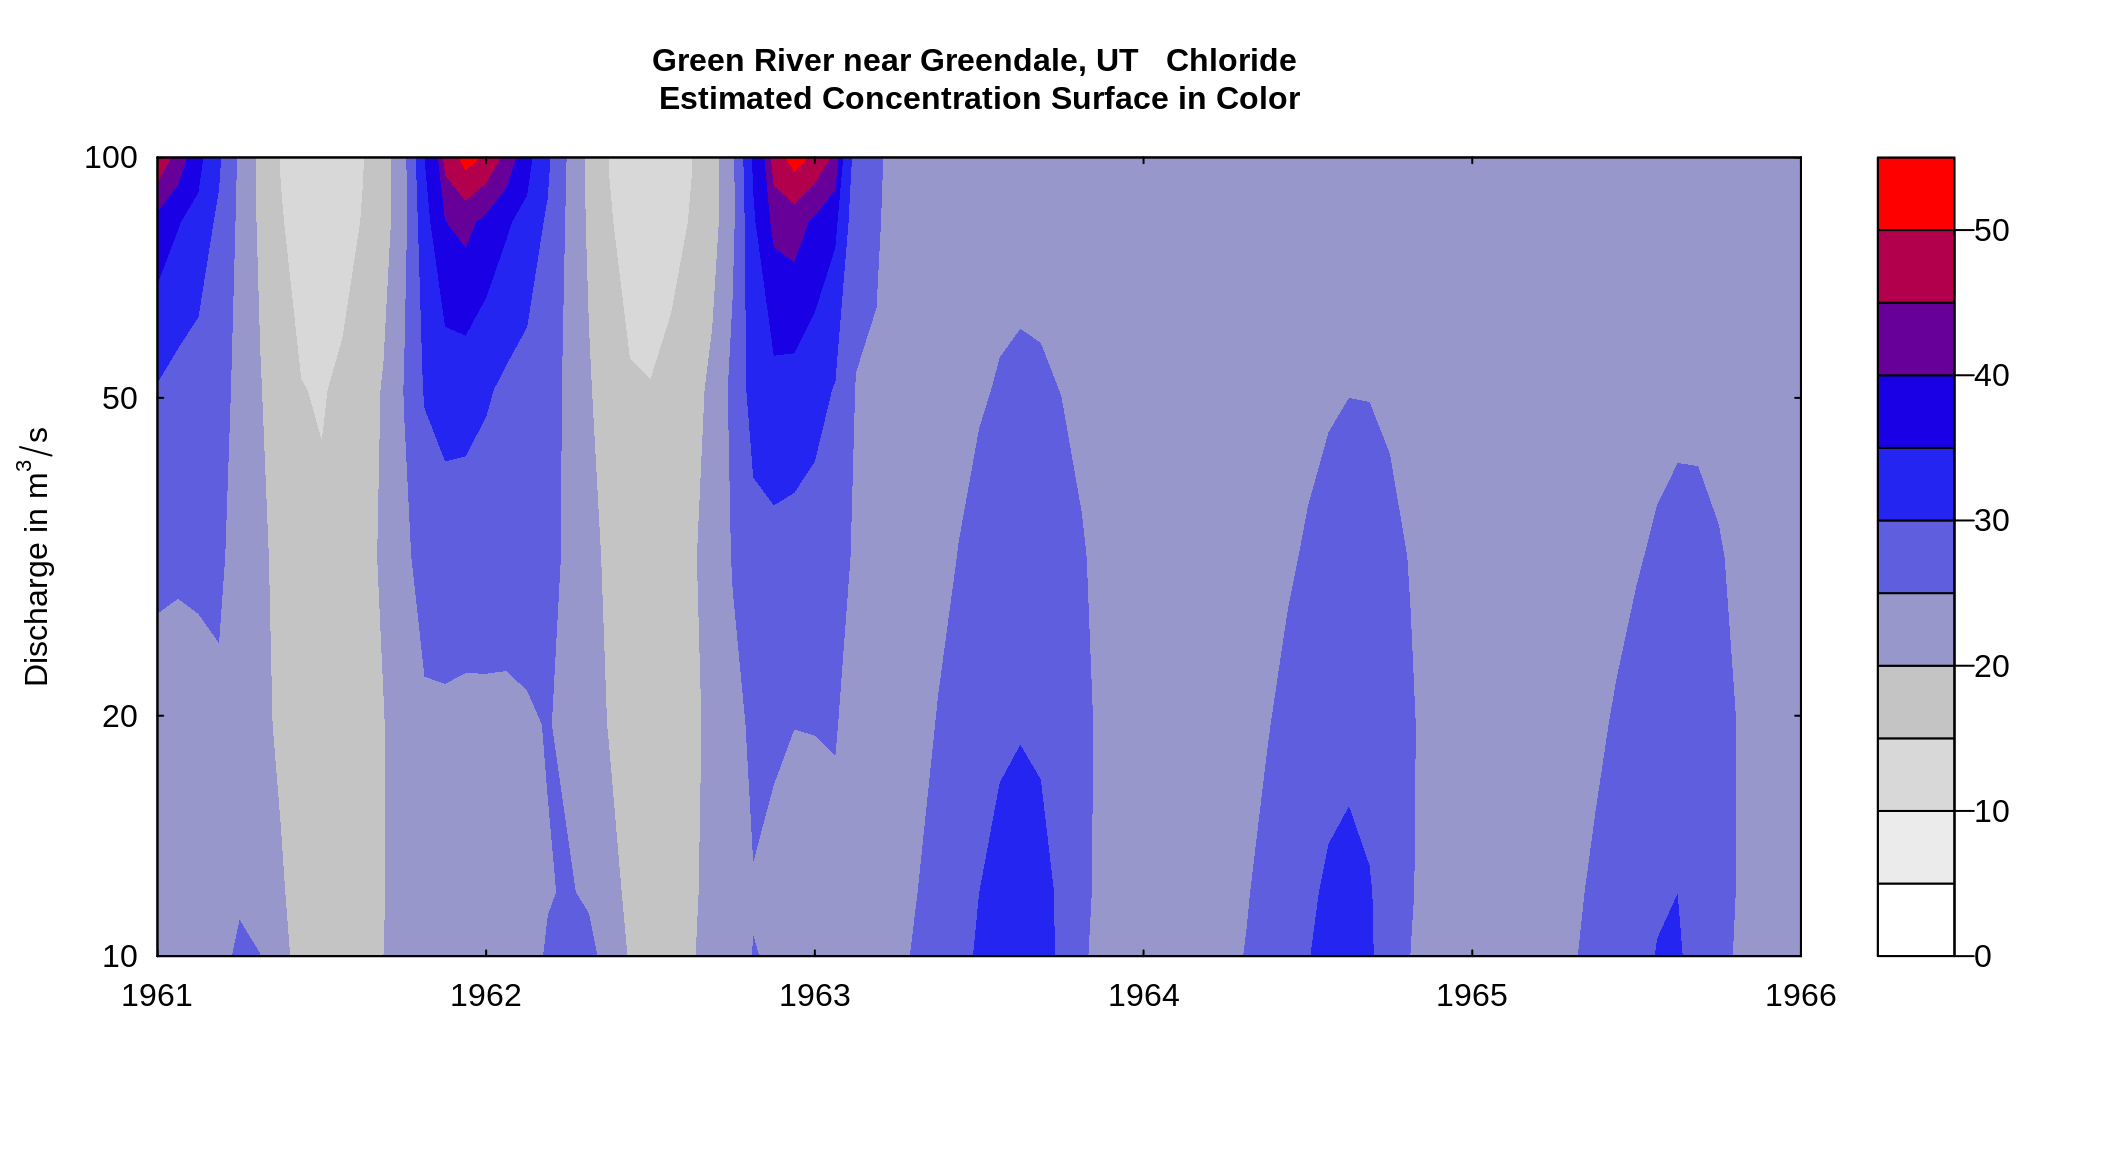 Green River near Greendale, UT   Chloride
Estimated Concentration Surface in Color
Discharge in m³/s
100
50
20
10
1961 1962 1963 1964 1965 1966
50
40
30
20
10
0